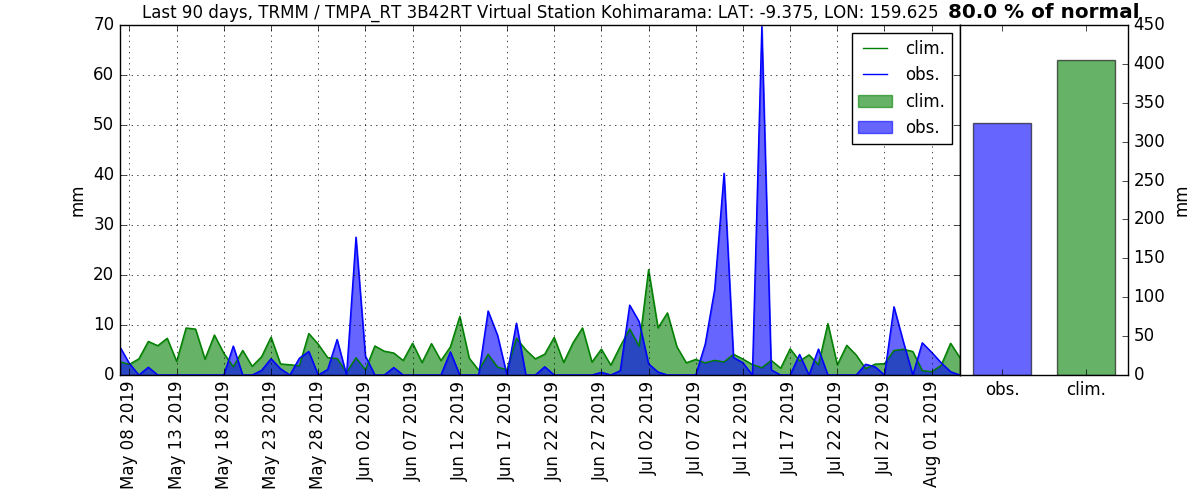 Last 90 days, TRMM / TMPA_RT 3B42RT Virtual Station Kohimarama: LAT: -9.375, LON: 159.625 80.0 % of normal
70
60
50
40
30
20
10
0
mm
clim.
obs.
clim.
obs.
450
400
350
300
250
200
150
100
50
0
mm
May 08 2019
May 13 2019
May 18 2019
May 23 2019
May 28 2019
Jun 02 2019
Jun 07 2019
Jun 12 2019
Jun 17 2019
Jun 22 2019
Jun 27 2019
Jul 02 2019
Jul 07 2019
Jul 12 2019
Jul 17 2019
Jul 22 2019
Jul 27 2019
Aug 01 2019
obs.
clim.